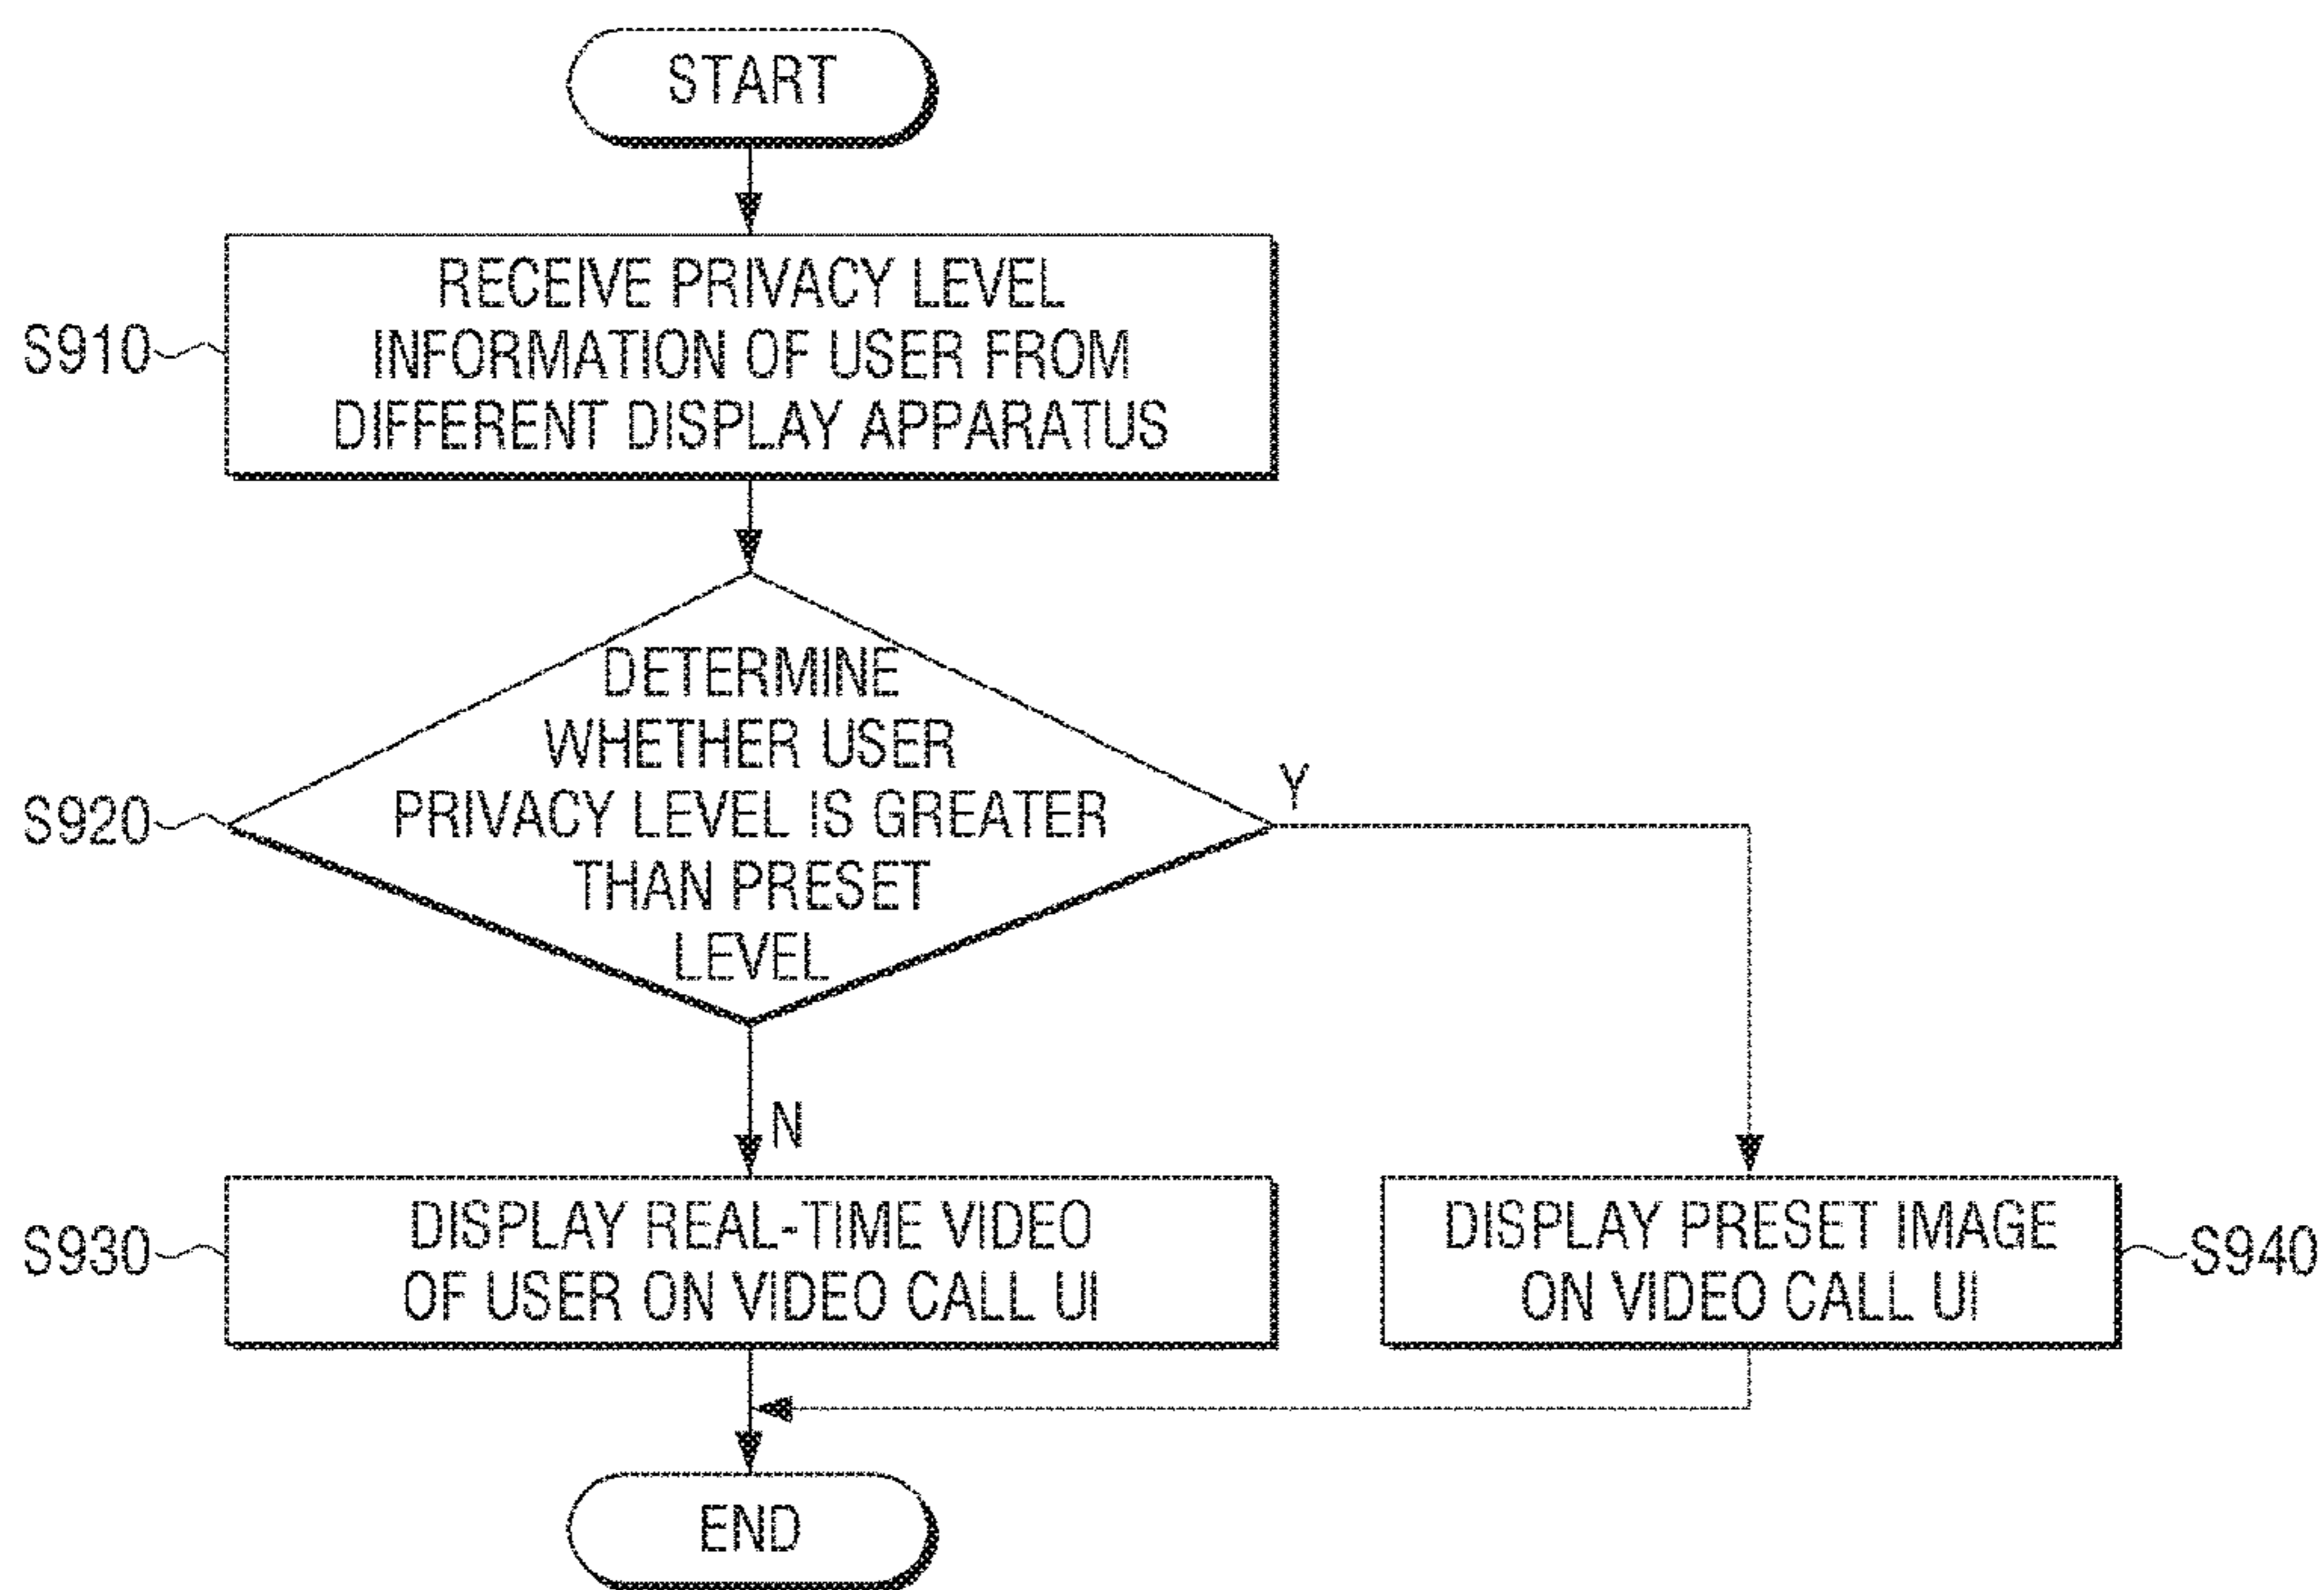 START
S910
RECEIVE PRIVACY LEVEL
INFORMATION OF USER FROM
DIFFERENT DISPLAY APPARATUS
S920
DETERMINE
WHETHER USER
PRIVACY LEVEL IS GREATER
THAN PRESET
LEVEL
Y
N
S930
DISPLAY REAL-TIME VIDEO
OF USER ON VIDEO CALL UI
DISPLAY PRESET IMAGE
ON VIDEO CALL UI
S940
END